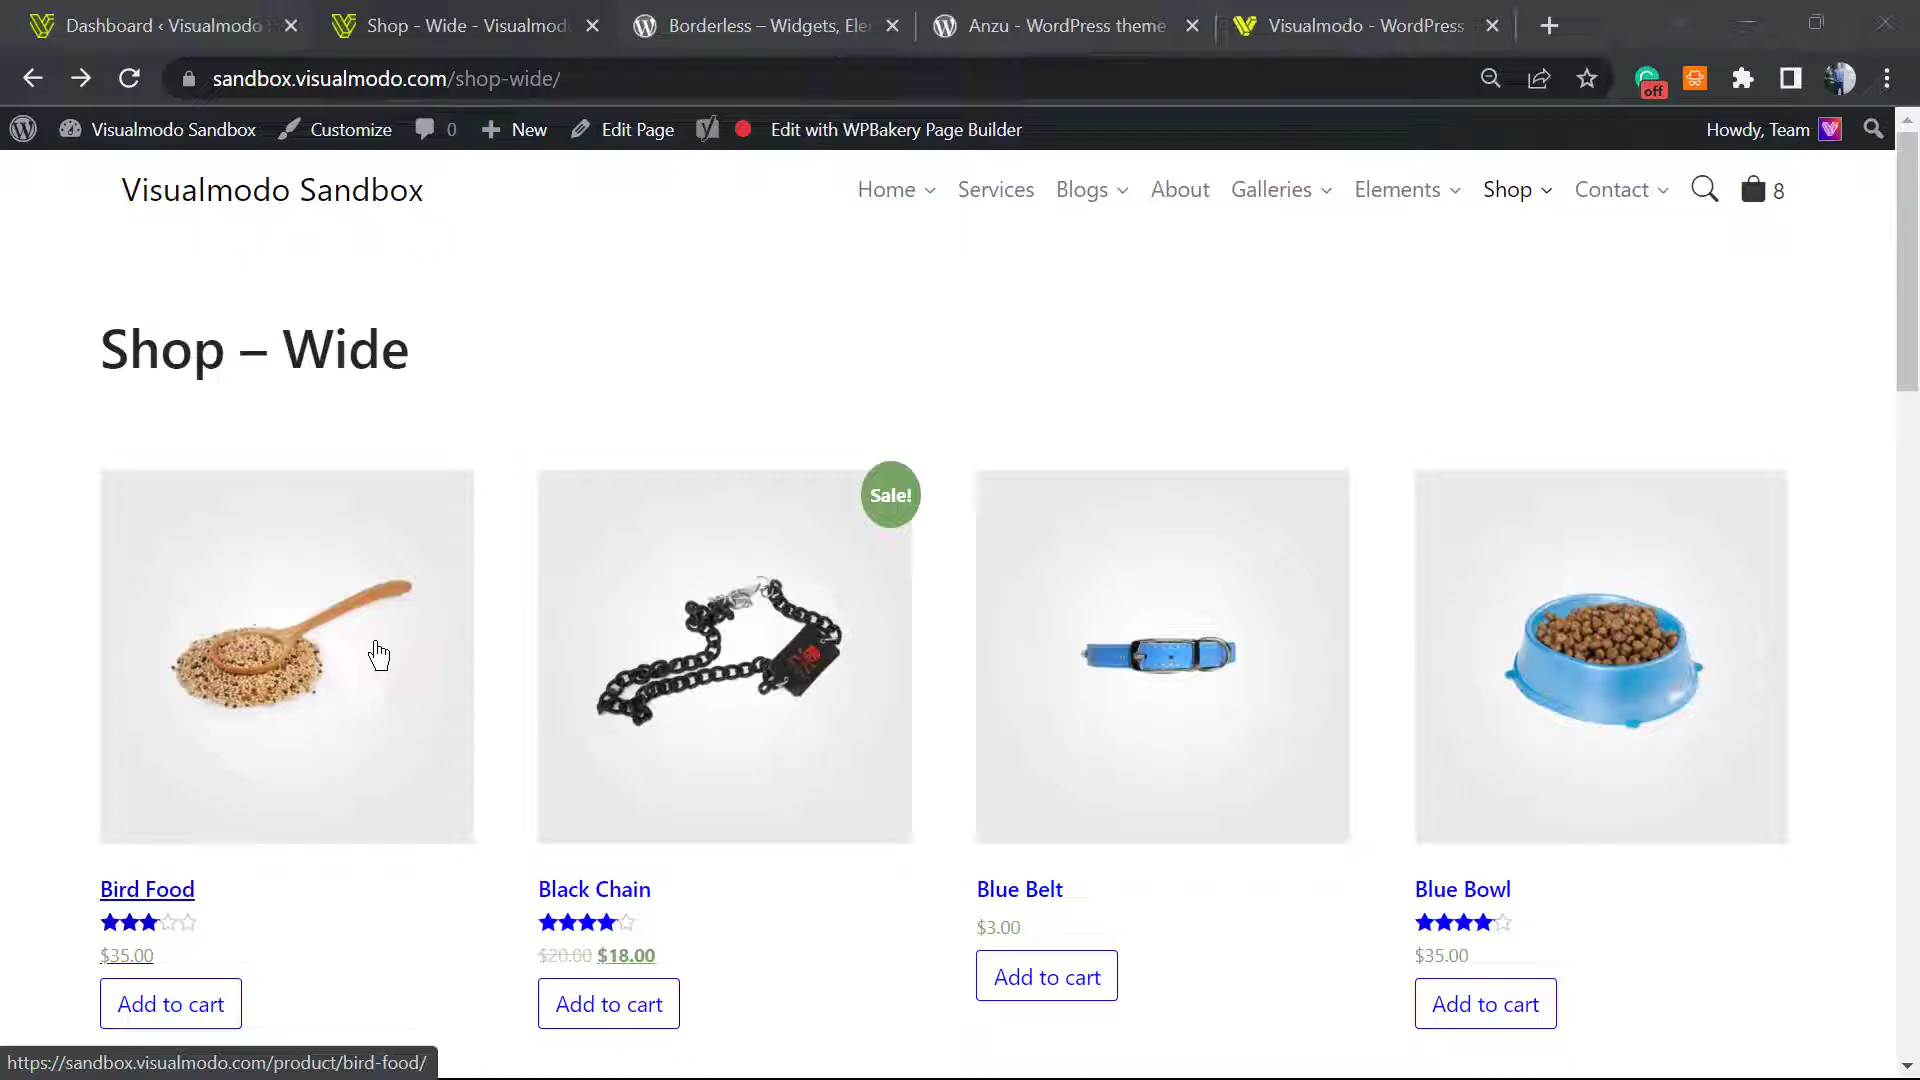 Dashboard ‹ Visualmodo
Shop - Wide - Visualmod
Borderless – Widgets, Ele
Anzu - WordPress theme
Visualmodo - WordPress
sandbox.visualmodo.com/shop-wide/
off
Visualmodo Sandbox
Customize
0
New
Edit Page
Edit with WPBakery Page Builder
Howdy, Team
Visualmodo Sandbox
Home
Services
Blogs
About
Galleries
Elements
Shop
Contact
8
Shop – Wide
Sale!
Bird Food
$35.00
Add to cart
Black Chain
$20.00 $18.00
Add to cart
Blue Belt
$3.00
Add to cart
Blue Bowl
$35.00
Add to cart
https://sandbox.visualmodo.com/product/bird-food/